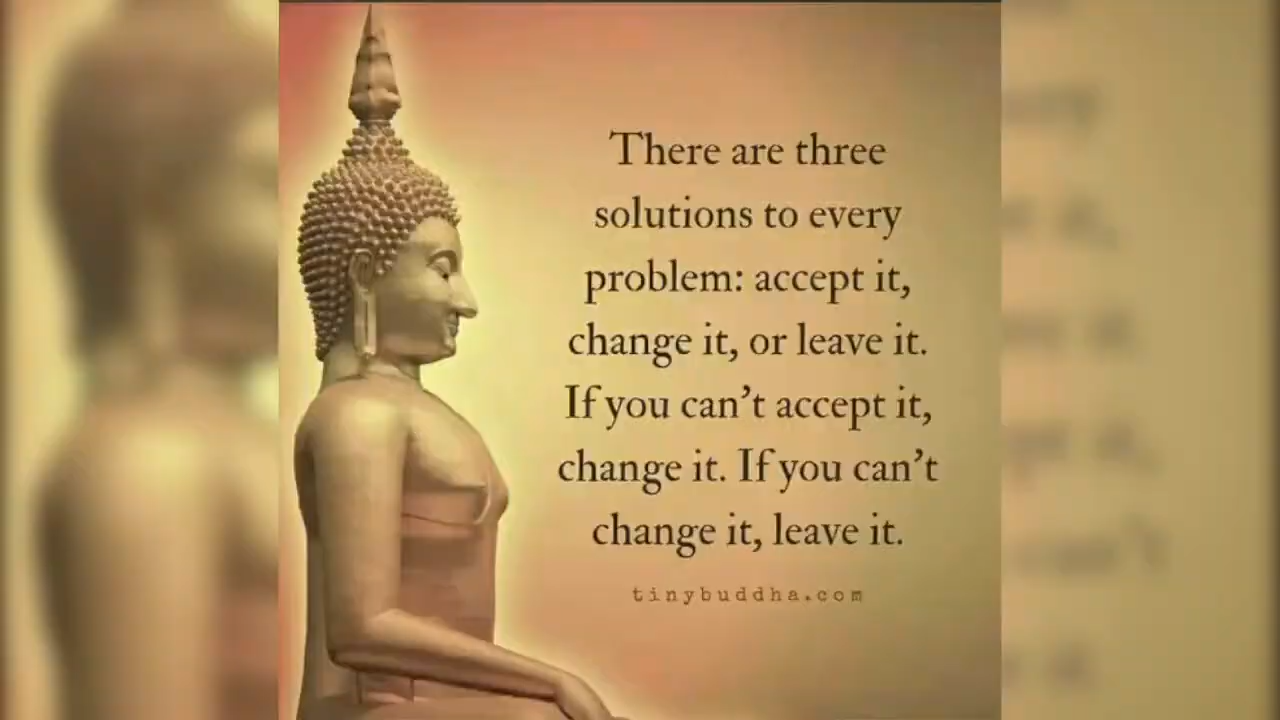 There are three
solutions to every
problem: accept it,
change it, or leave it.
If you can't accept it,
change it. If you can't
change it, leave it.
tinybuddha.com